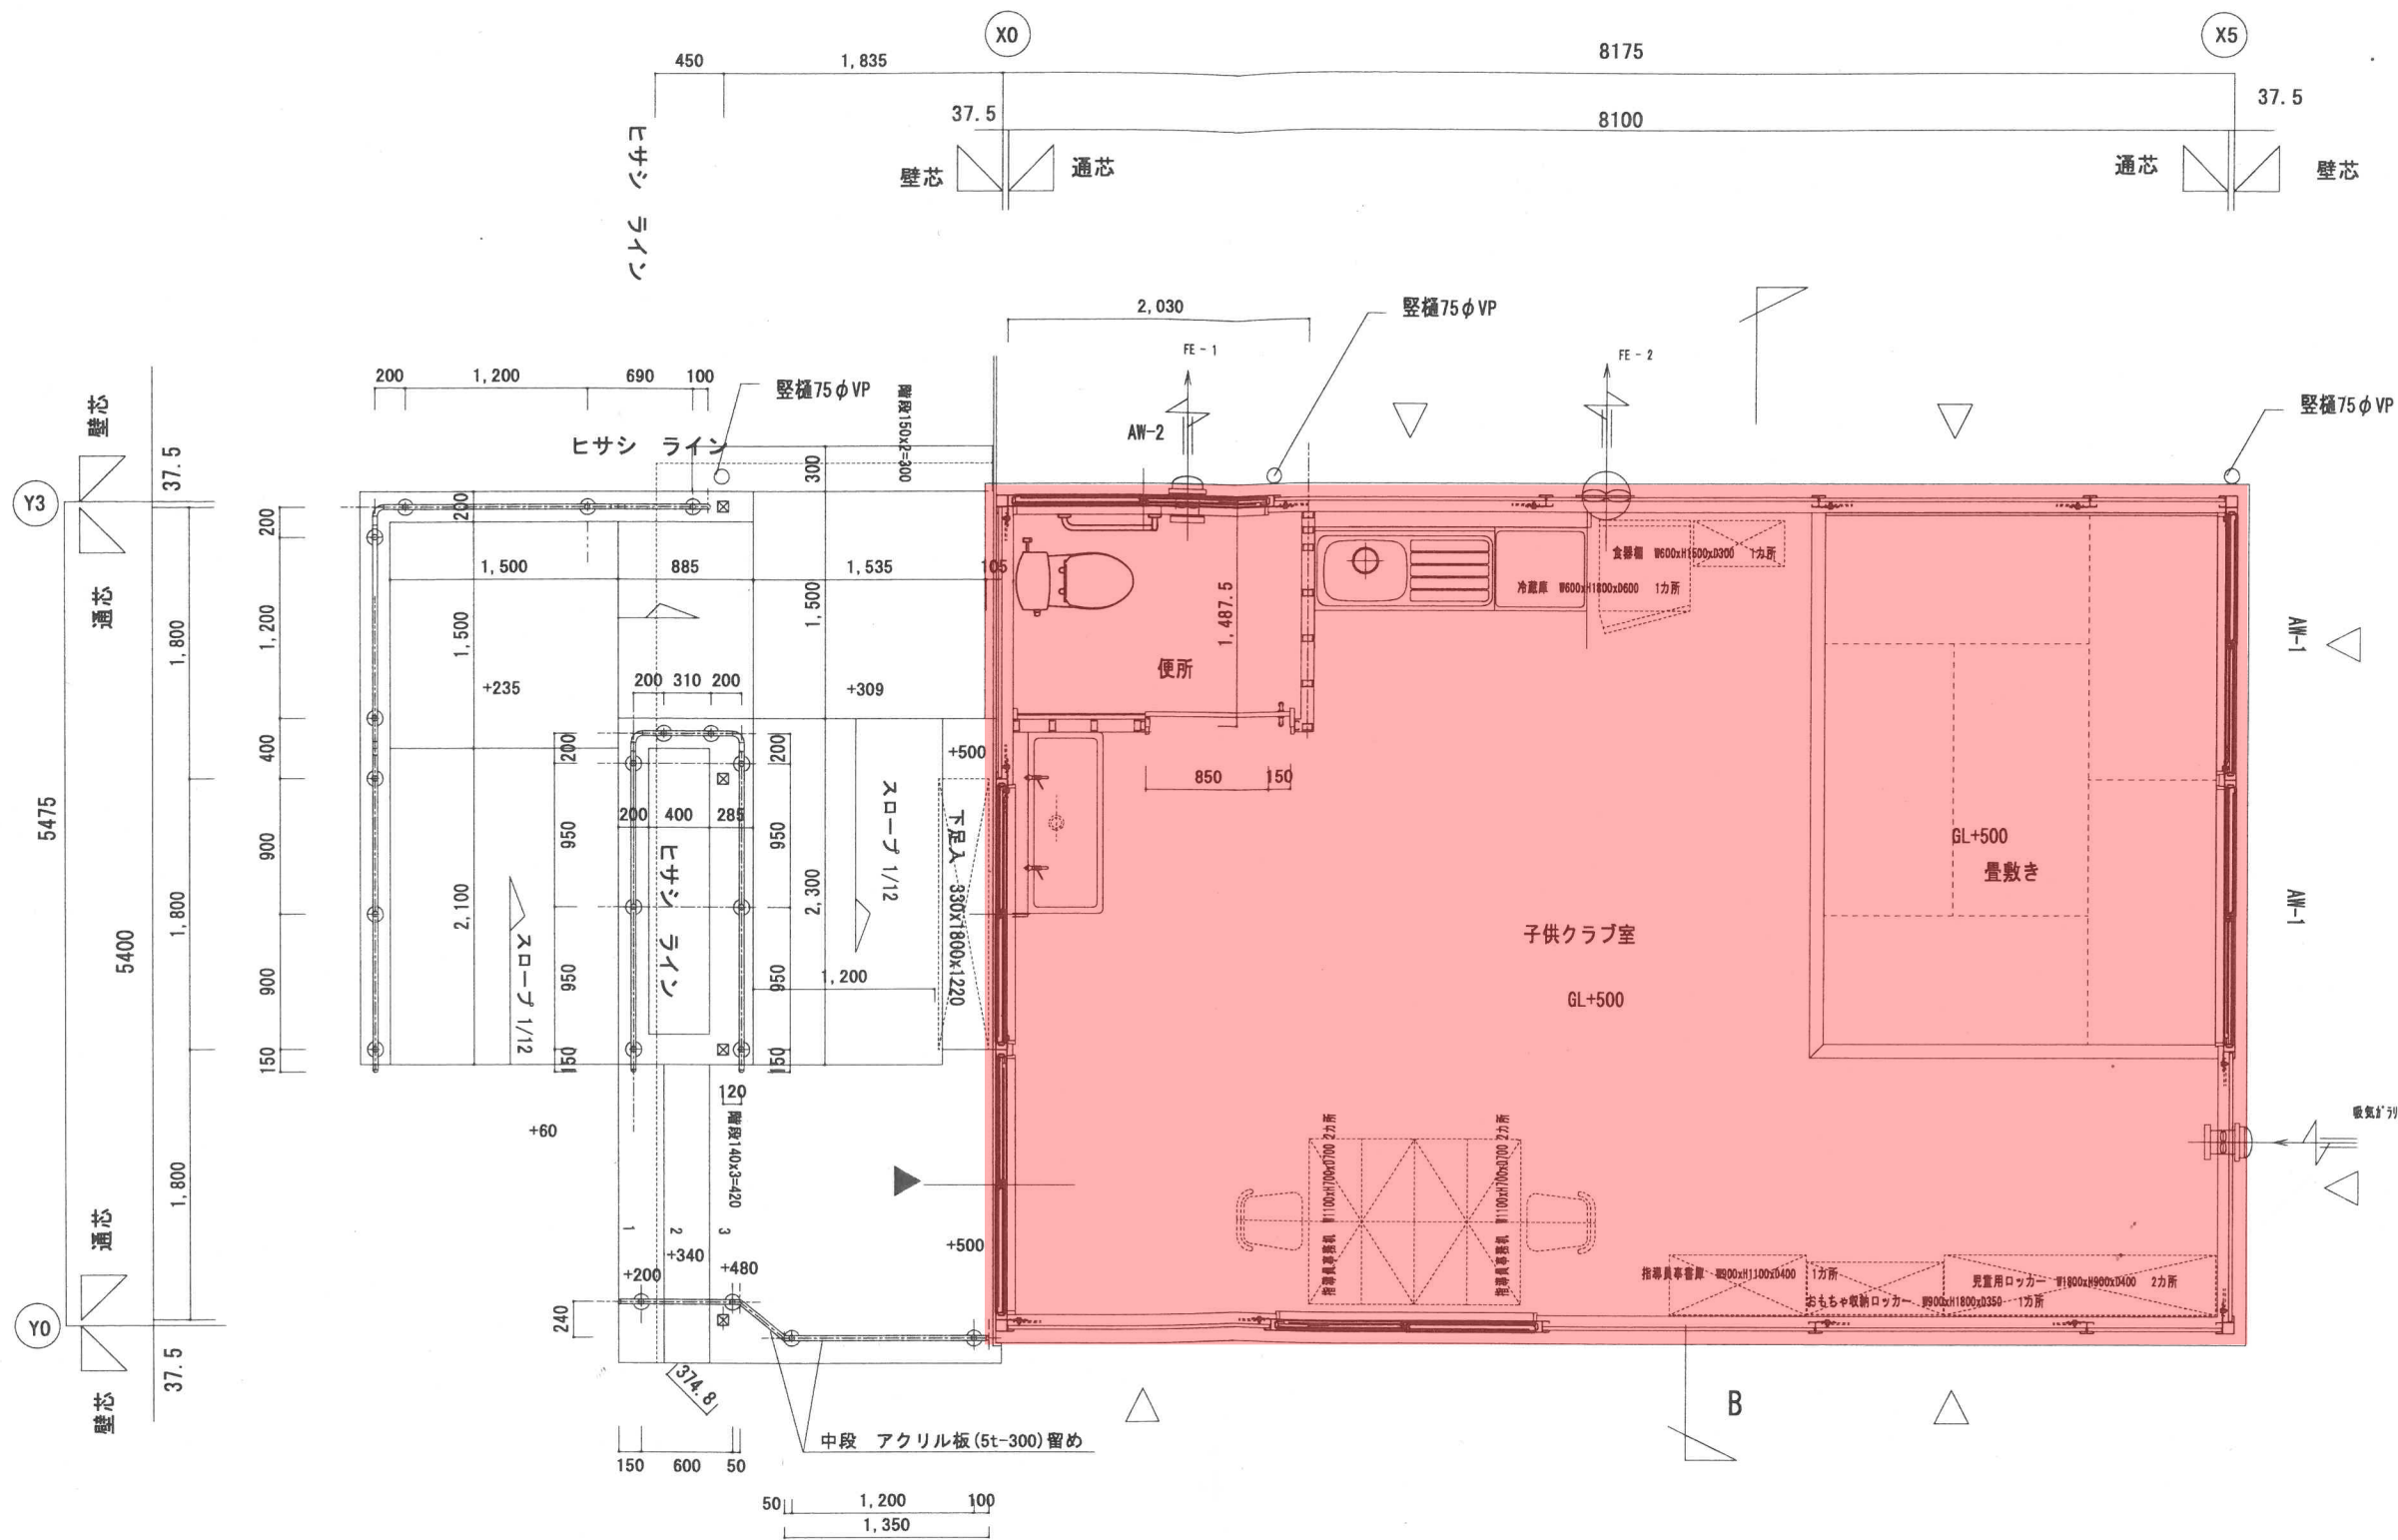 X0
X5
450
1,835
8175
37.5
37.5
8100
壁芯
通芯
通芯
壁芯
ヒサシ ライン
2,030
竪樋75φVP
FE-1
FE-2
200
1,200
690
100
竪樋75φVP
階段150x2=300
AW-2
竪樋75φVP
壁芯
37.5
ヒサシ ライン
300
Y3
200
200
通芯
1,500
885
1,535
105
食器棚 W600xH1500xD300 1カ所
冷蔵庫 W600xH1800xD600 1カ所
1,800
1,200
1,500
1,500
1,487.5
便所
AW-1
+235
200
310
200
+309
400
200
200
+500
850
150
5475
5400
900
1,800
2,100
950
200
400
285
950
2,300
スロープ 1/12
下足入 330x1800x1220
GL+500
畳敷き
AW-1
スロープ 1/12
ヒサシ ライン
子供クラブ室
900
950
950
1,200
GL+500
150
150
150
120
+60
階段140x3=420
指導員事務机 W1100xH700xD700 2カ所
指導員事務机 W1100xH700xD700 2カ所
吸気ガラリ
1,800
通芯
1
2
3
+340
+500
+200
+480
指導員事書庫 W900xH1100xD400 1カ所
児童用ロッカー W1800xH900xD400 2カ所
おもちゃ収納ロッカー W900xH1800xD350 1カ所
Y0
240
37.5
壁芯
374.8
B
中段 アクリル板(5t-300)留め
150
600
50
50
1,200
100
1,350